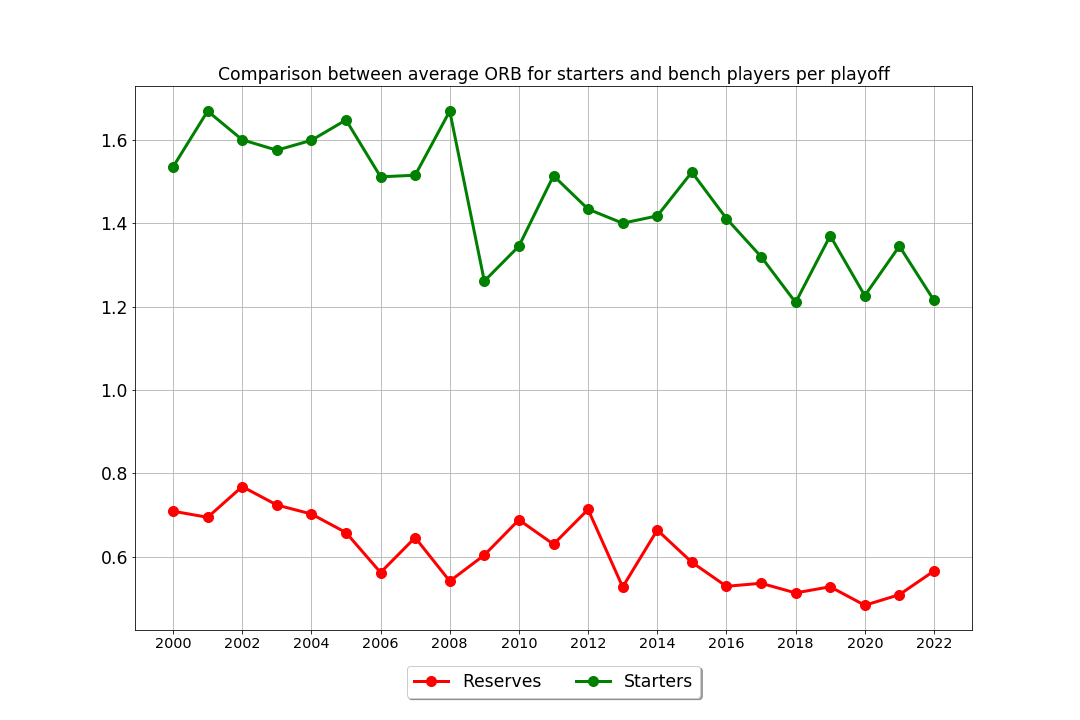 Comparison between average ORB for starters and bench players per playoff
1.6
1.4
1.2
1.0
0.8
0.6
2000 2002 2004 2006 2008 2010 2012 2014 2016 2018 2020 2022
Reserves Starters